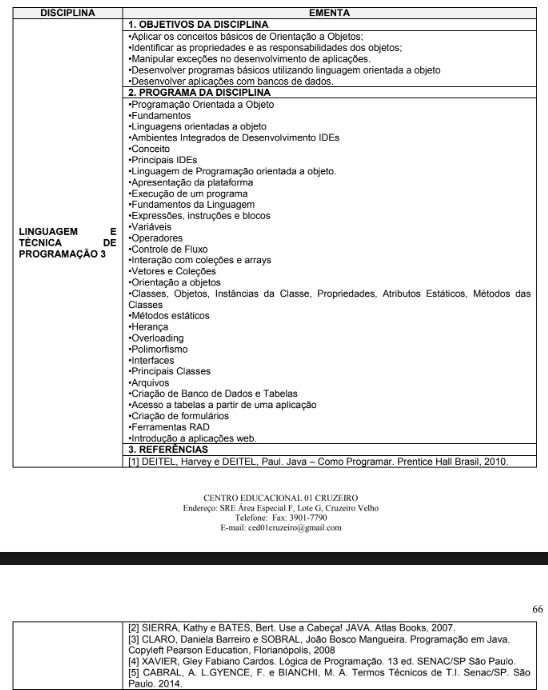 DISCIPLINA EMENTA
1. OBJETIVOS DA DISCIPLINA
•Aplicar os conceitos básicos de Orientação a Objetos;
•Identificar as propriedades e as responsabilidades dos objetos;
•Manipular exceções no desenvolvimento de aplicações.
•Desenvolver programas básicos utilizando linguagem orientada a objeto
•Desenvolver aplicações com bancos de dados.
2. PROGRAMA DA DISCIPLINA
•Programação Orientada a Objeto
•Fundamentos
•Linguagens orientadas a objeto
•Ambientes Integrados de Desenvolvimento IDEs
•Conceito
•Principais IDEs
•Linguagem de Programação orientada a objeto.
•Apresentação da plataforma
•Execução de um programa
•Fundamentos da Linguagem
•Expressões, instruções e blocos
•Variáveis
•Operadores
•Controle de Fluxo
•Interação com coleções e arrays
•Vetores e Coleções
•Orientação a objetos
•Classes, Objetos, Instâncias da Classe, Propriedades, Atributos Estáticos, Métodos das
Classes
•Métodos estáticos
•Herança
•Overloading
•Polimorfismo
•Interfaces
•Principais Classes
•Arquivos
•Criação de Banco de Dados e Tabelas
•Acesso a tabelas a partir de uma aplicação
•Criação de formulários
•Ferramentas RAD
•Introdução a aplicações web.
3. REFERÊNCIAS
[1] DEITEL, Harvey e DEITEL, Paul. Java – Como Programar. Prentice Hall Brasil, 2010.
LINGUAGEM E
TÉCNICA DE
PROGRAMAÇÃO 3
CENTRO EDUCACIONAL 01 CRUZEIRO
Endereço: SRE Área Especial F, Lote G, Cruzeiro Velho
Telefone: Fax: 3901-7790
E-mail: ced01cruzeiro@gmail.com
66
[2] SIERRA, Kathy e BATES, Bert. Use a Cabeça! JAVA. Atlas Books, 2007.
[3] CLARO, Daniela Barreiro e SOBRAL, João Bosco Mangueira. Programação em Java.
Copyleft Pearson Education, Florianópolis, 2008
[4] XAVIER, Gley Fabiano Cardos. Lógica de Programação. 13 ed. SENAC/SP São Paulo.
[5] CABRAL, A. L.GYENCE, F. e BIANCHI, M. A. Termos Técnicos de T.I. Senac/SP. São
Paulo. 2014.